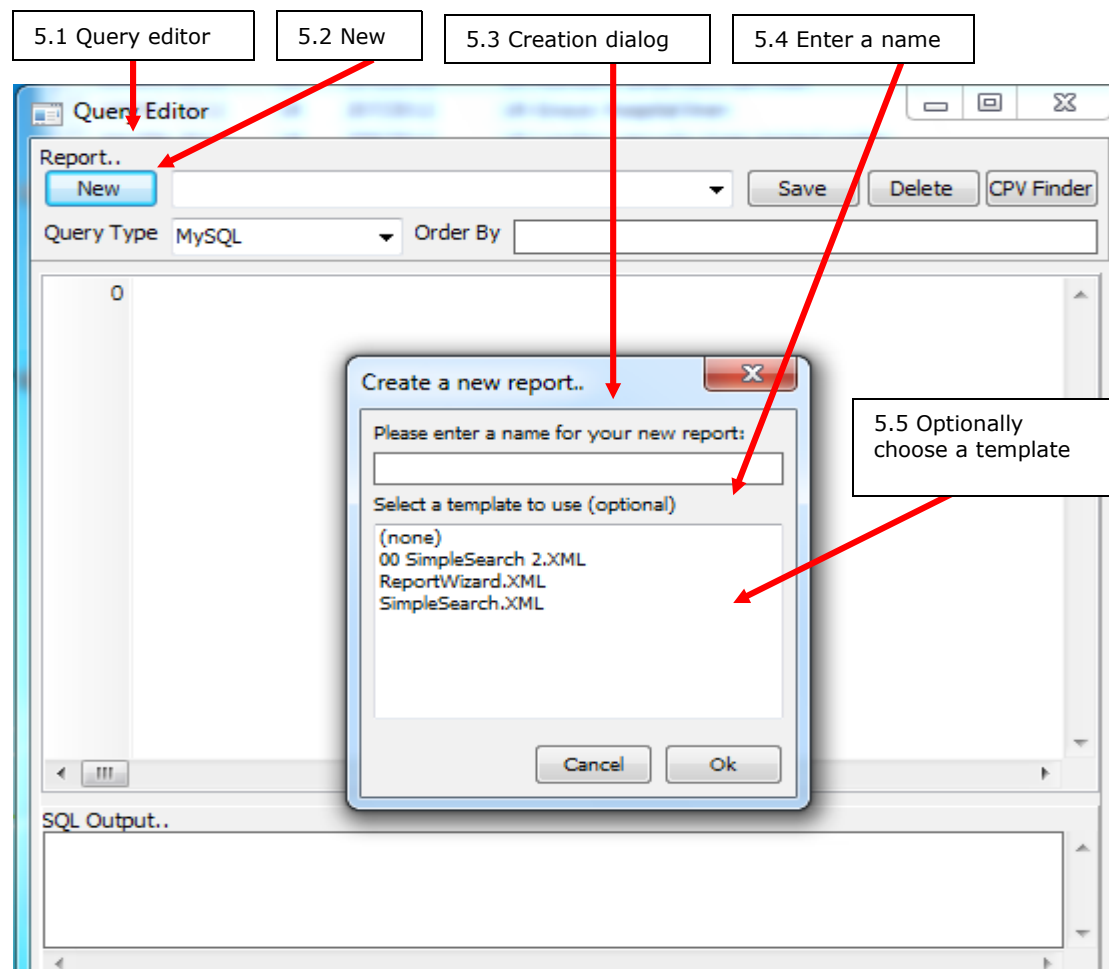 5.1 Query editor
5.2 New
5.3 Creation dialog
5.4 Enter a name
Query Editor
Report..
New
Save
Delete
CPV Finder
Query Type
MySQL
Order By
0
Create a new report..
Please enter a name for your new report:
Select a template to use (optional)
(none)
00 SimpleSearch 2.XML
ReportWizard.XML
SimpleSearch.XML
5.5 Optionally
choose a template
Cancel
Ok
SQL Output..